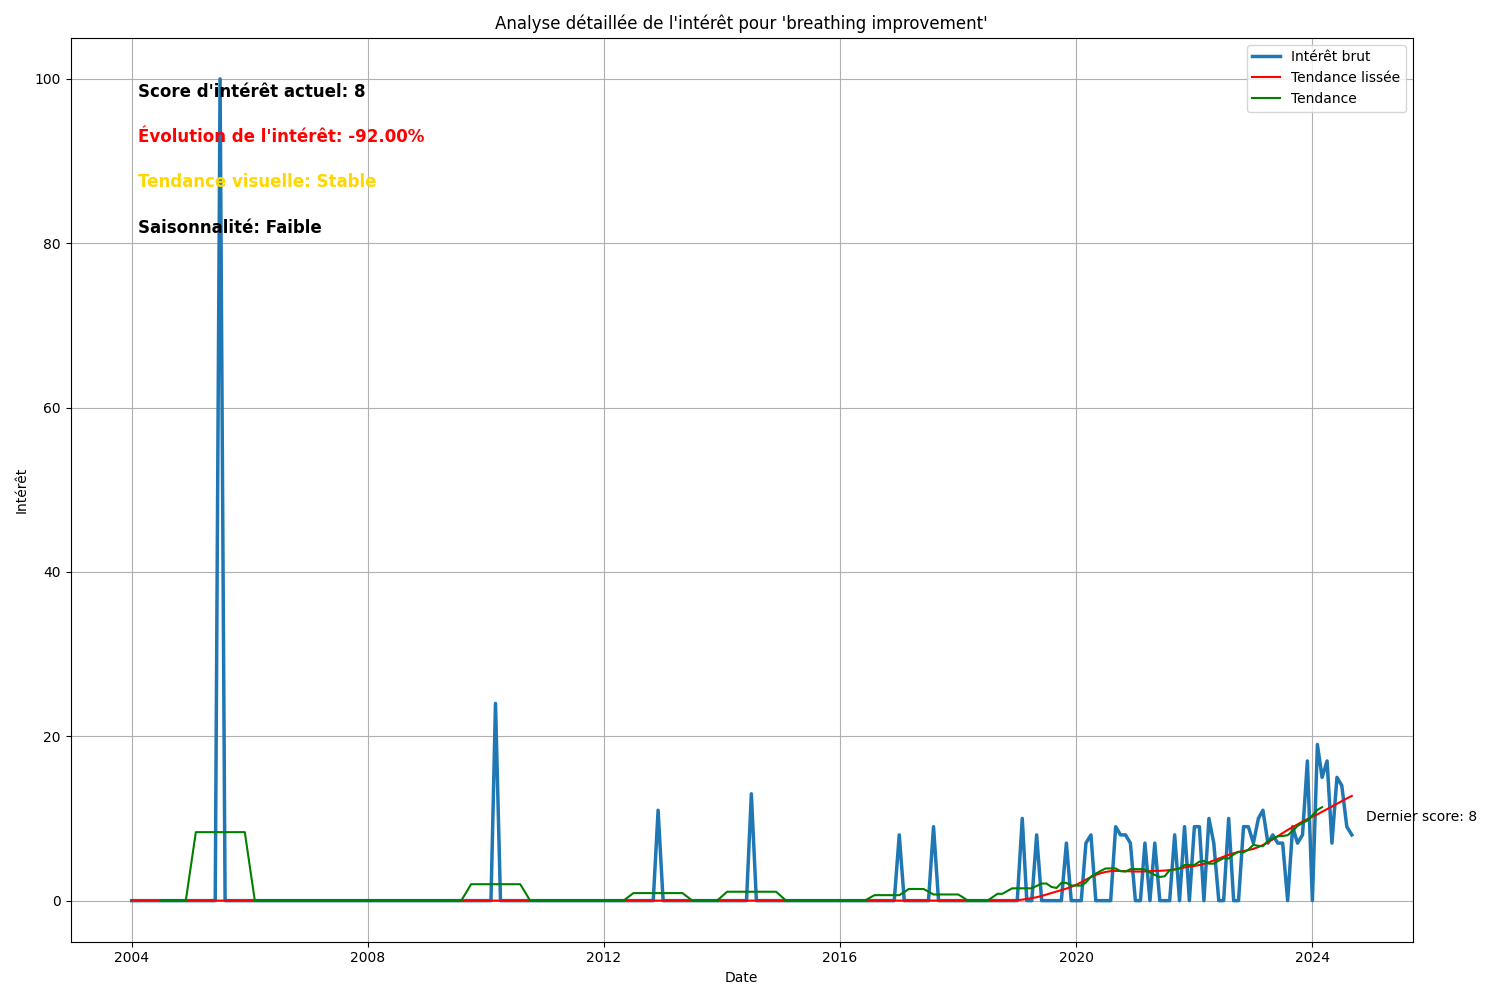 Analyse détaillée de l'intérêt pour 'breathing improvement'
Intérêt brut
Tendance lissée
Tendance
Score d'intérêt actuel: 8
Évolution de l'intérêt: -92.00%
Tendance visuelle: Stable
Saisonnalité: Faible
Dernier score: 8
Intérêt
100
80
60
40
20
0
2004
2008
2012
2016
2020
2024
Date